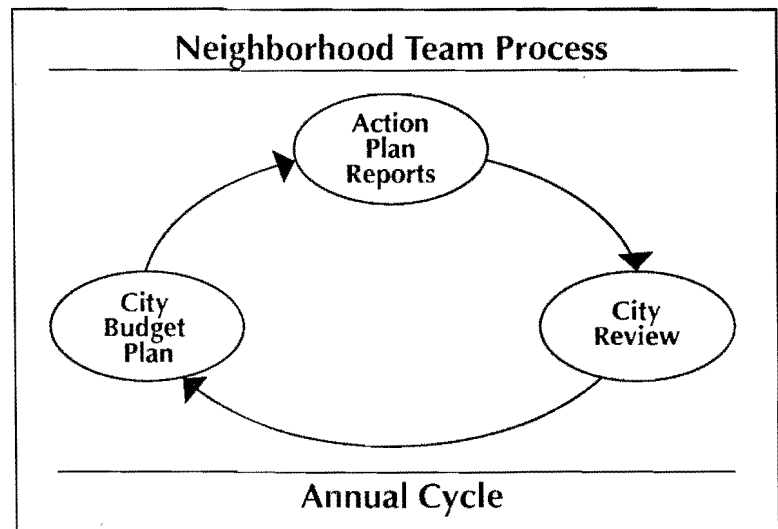 Neighborhood Team Process
Action
Plan
Reports
City
Budget
Plan
City
Review
Annual Cycle